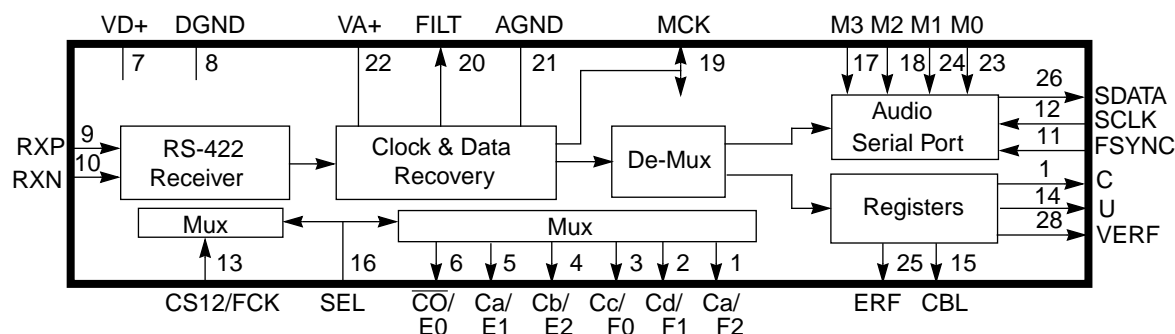 VD+ DGND VA+ FILT AGND MCK M3 M2 M1 M0
7 8 22 20 21 19 17 18 24 23
26 SDATA
12 SCLK
11 FSYNC
RXP 9
10
RXN
RS-422
Receiver
Clock & Data
Recovery
De-Mux
Audio
Serial Port
1 C
14 U
28 VERF
Registers
Mux
Mux
13 16 6 5 4 3 2 1 25 15
CS12/FCK SEL CO/ Ca/ Cb/ Cc/ Cd/ Ca/ ERF CBL
E0 E1 E2 F0 F1 F2